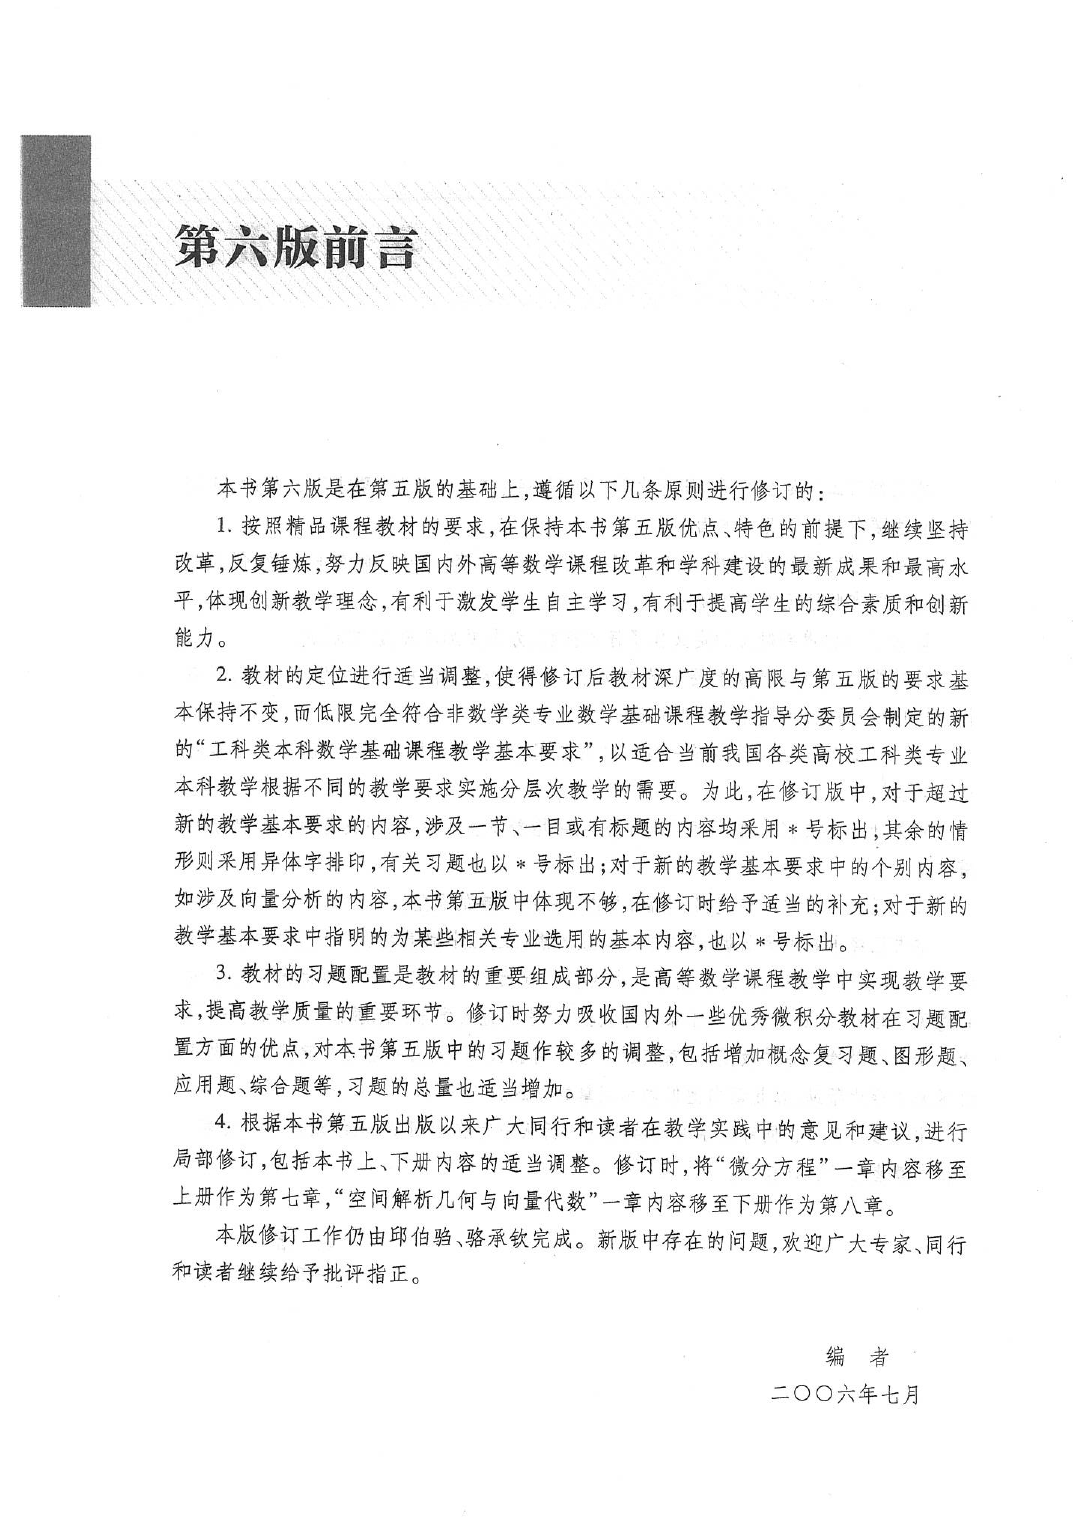 第六版前言
本书第六版是在第五版的基础上,遵循以下几条原则进行修订的:
1. 按照精品课程教材的要求,在保持本书第五版优点、特色的前提下,继续坚持
改革,反复锤炼,努力反映国内外高等数学课程改革和学科建设的最新成果和最高水
平,体现创新教学理念,有利于激发学生自主学习,有利于提高学生的综合素质和创新
能力。
2. 教材的定位进行适当调整,使得修订后教材深广度的高限与第五版的要求基
本保持不变,而低限完全符合非数学类专业数学基础课程教学指导分委员会制定的新
的“工科类本科数学基础课程教学基本要求”,以适合当前我国各类高校工科类专业
本科教学根据不同的教学要求实施分层次教学的需要。为此,在修订版中,对于超过
新的教学基本要求的内容,涉及一节、一目或有标题的内容均采用 * 号标出;其余的情
形则采用异体字排印,有关习题也以 * 号标出;对于新的教学基本要求中的个别内容,
如涉及向量分析的内容,本书第五版中体现不够,在修订时给予适当的补充;对于新的
教学基本要求中指明的为某些相关专业选用的基本内容,也以 * 号标出。
3. 教材的习题配置是教材的重要组成部分,是高等数学课程教学中实现教学要
求,提高教学质量的重要环节。修订时努力吸收国内外一些优秀微积分教材在习题配
置方面的优点,对本书第五版中的习题作较多的调整,包括增加概念复习题、图形题、
应用题、综合题等,习题的总量也适当增加。
4. 根据本书第五版出版以来广大同行和读者在教学实践中的意见和建议,进行
局部修订,包括本书上、下册内容的适当调整。修订时,将“微分方程”一章内容移至
上册作为第七章,“空间解析几何与向量代数”一章内容移至下册作为第八章。
本版修订工作仍由邱伯驺、骆承钦完成。新版中存在的问题,欢迎广大专家、同行
和读者继续给予批评指正。
编 者
二〇〇六年七月